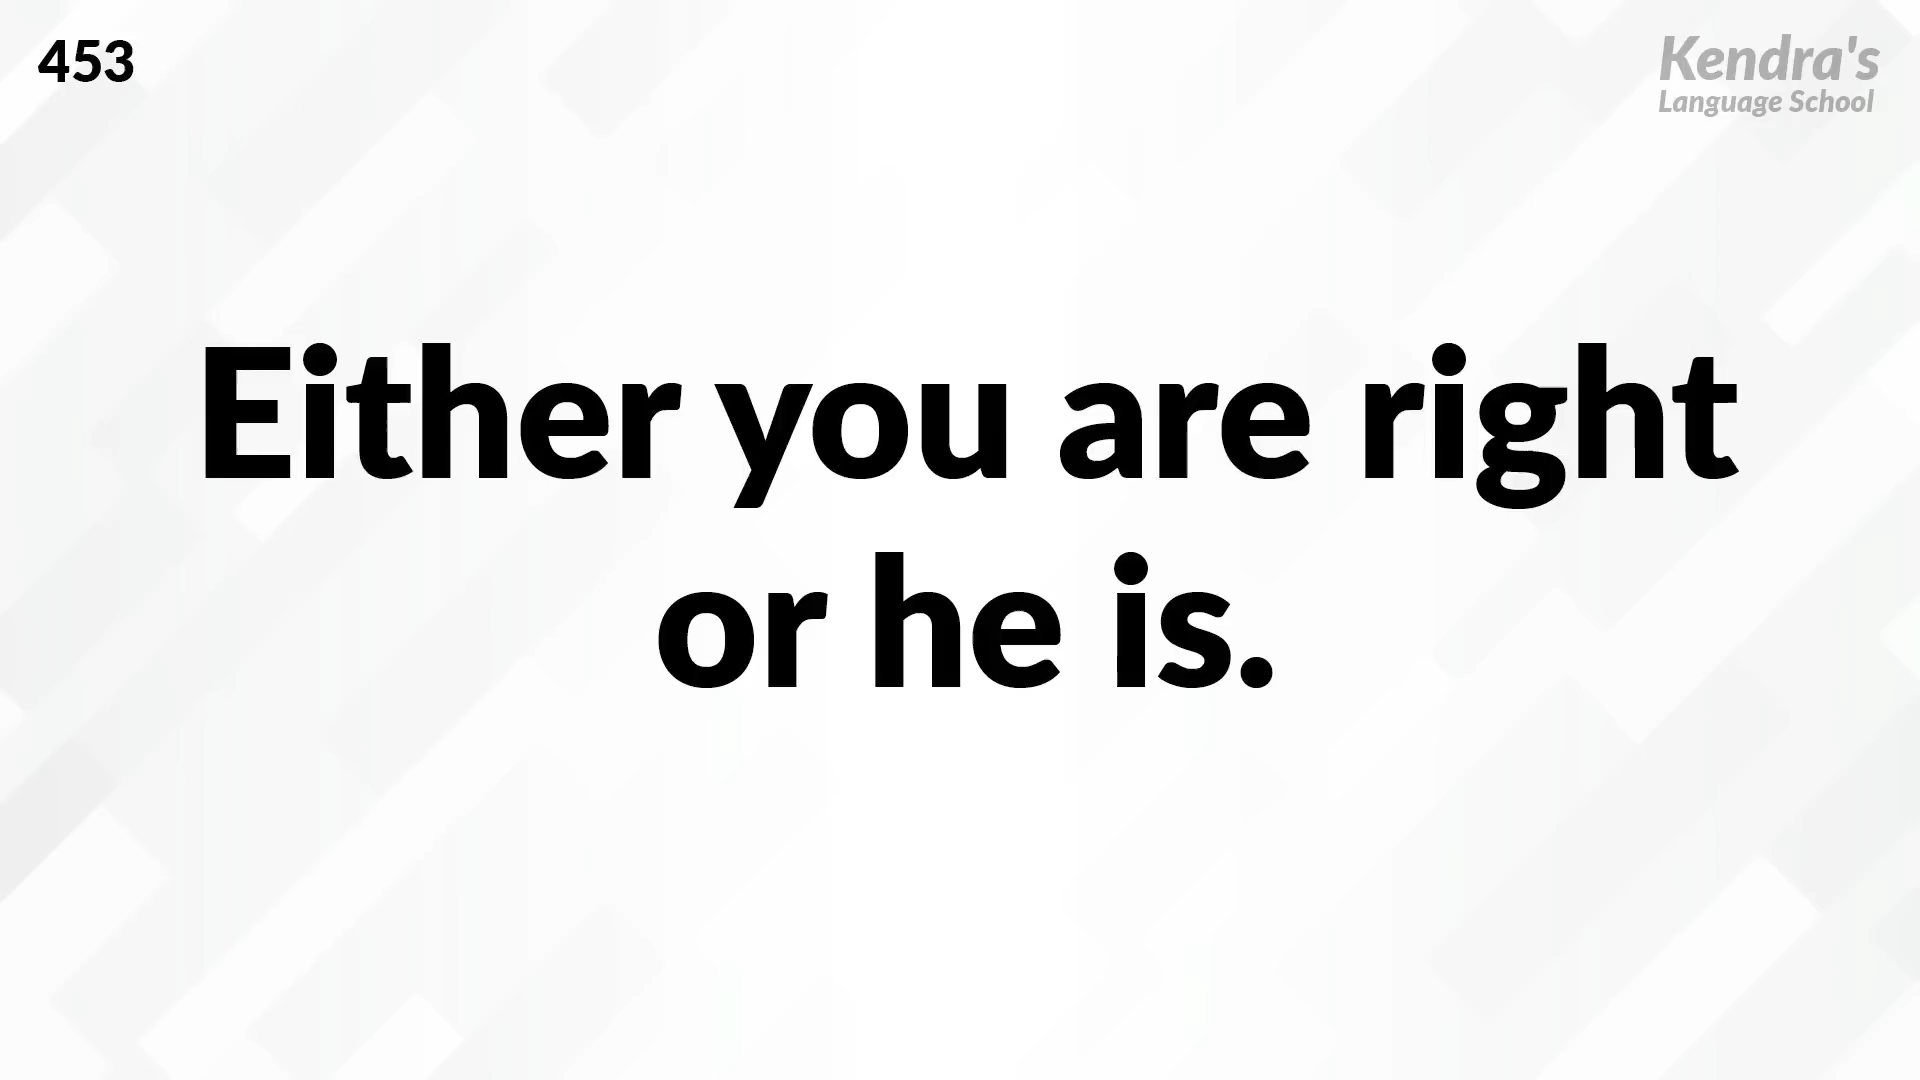 453
Kendra's
Language School
Either you are right
or he is.